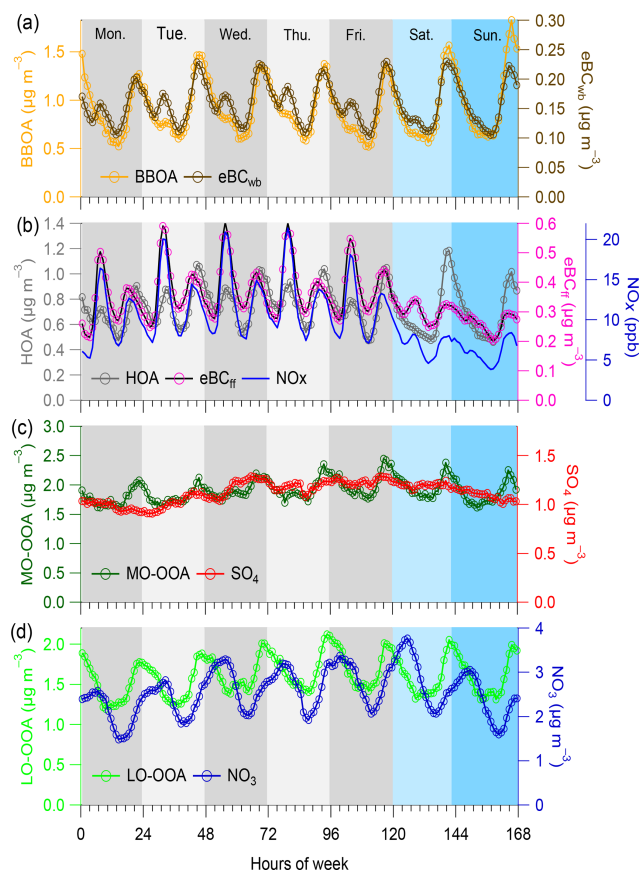 (a)
Mon. Tue. Wed. Thu. Fri. Sat. Sun.
BBOA (µg m⁻³)
1.5
1.0
0.5
0.0
0.30
0.25
0.20
0.15
0.10
0.05
0.00
eBCwb (µg m⁻³)
BBOA eBCwb
(b)
HOA (µg m⁻³)
1.4
1.2
1.0
0.8
0.6
0.4
0.2
0.0
0.6
0.5
0.4
0.3
0.2
0.1
0.0
eBCff (µg m⁻³)
20
15
10
5
0
NOx (ppb)
HOA eBCff NOx
(c)
MO-OOA (µg m⁻³)
3.0
2.5
2.0
1.5
1.0
0.5
0.0
1.5
1.0
0.5
0.0
SO₄ (µg m⁻³)
MO-OOA SO₄
(d)
LO-OOA (µg m⁻³)
2.0
1.5
1.0
0.5
0.0
4
3
2
1
0
NO₃ (µg m⁻³)
LO-OOA NO₃
0 24 48 72 96 120 144 168
Hours of week